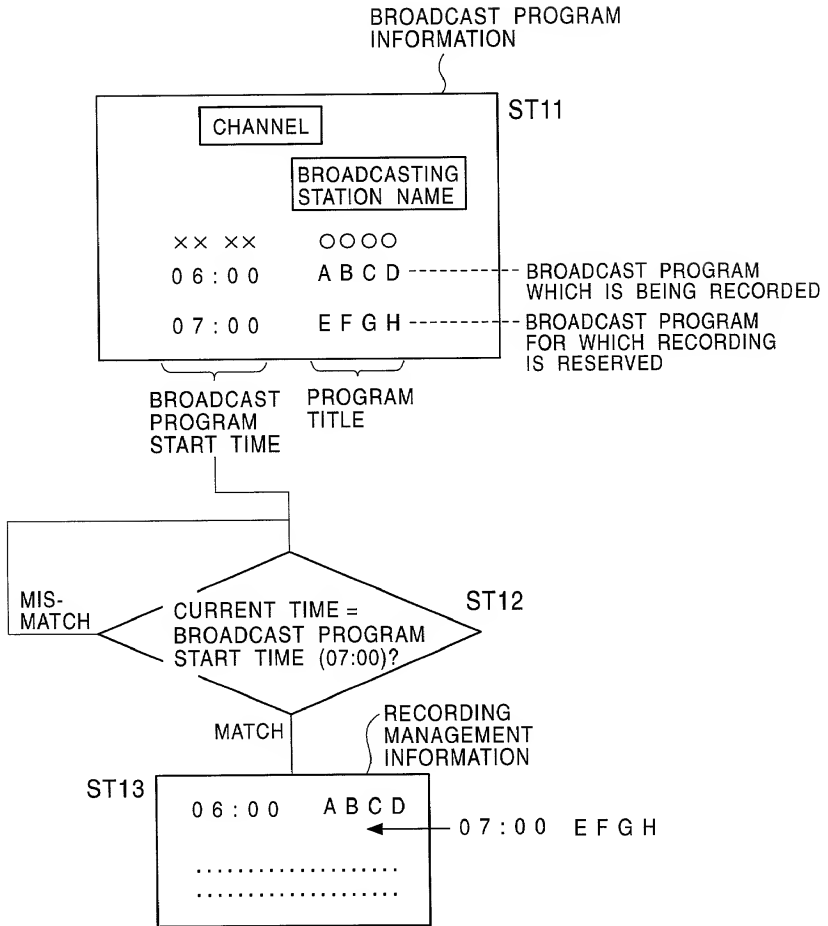 BROADCAST PROGRAM
INFORMATION
ST11
CHANNEL
BROADCASTING
STATION NAME
×× ×× ○○○○
06:00 ABCD
BROADCAST PROGRAM
WHICH IS BEING RECORDED
07:00 EFGH
BROADCAST PROGRAM
FOR WHICH RECORDING
IS RESERVED
BROADCAST
PROGRAM
START TIME
PROGRAM
TITLE
MIS-
MATCH
CURRENT TIME =
BROADCAST PROGRAM
START TIME (07:00)?
ST12
MATCH
RECORDING
MANAGEMENT
INFORMATION
ST13
06:00 ABCD
07:00 EFGH
....................
....................